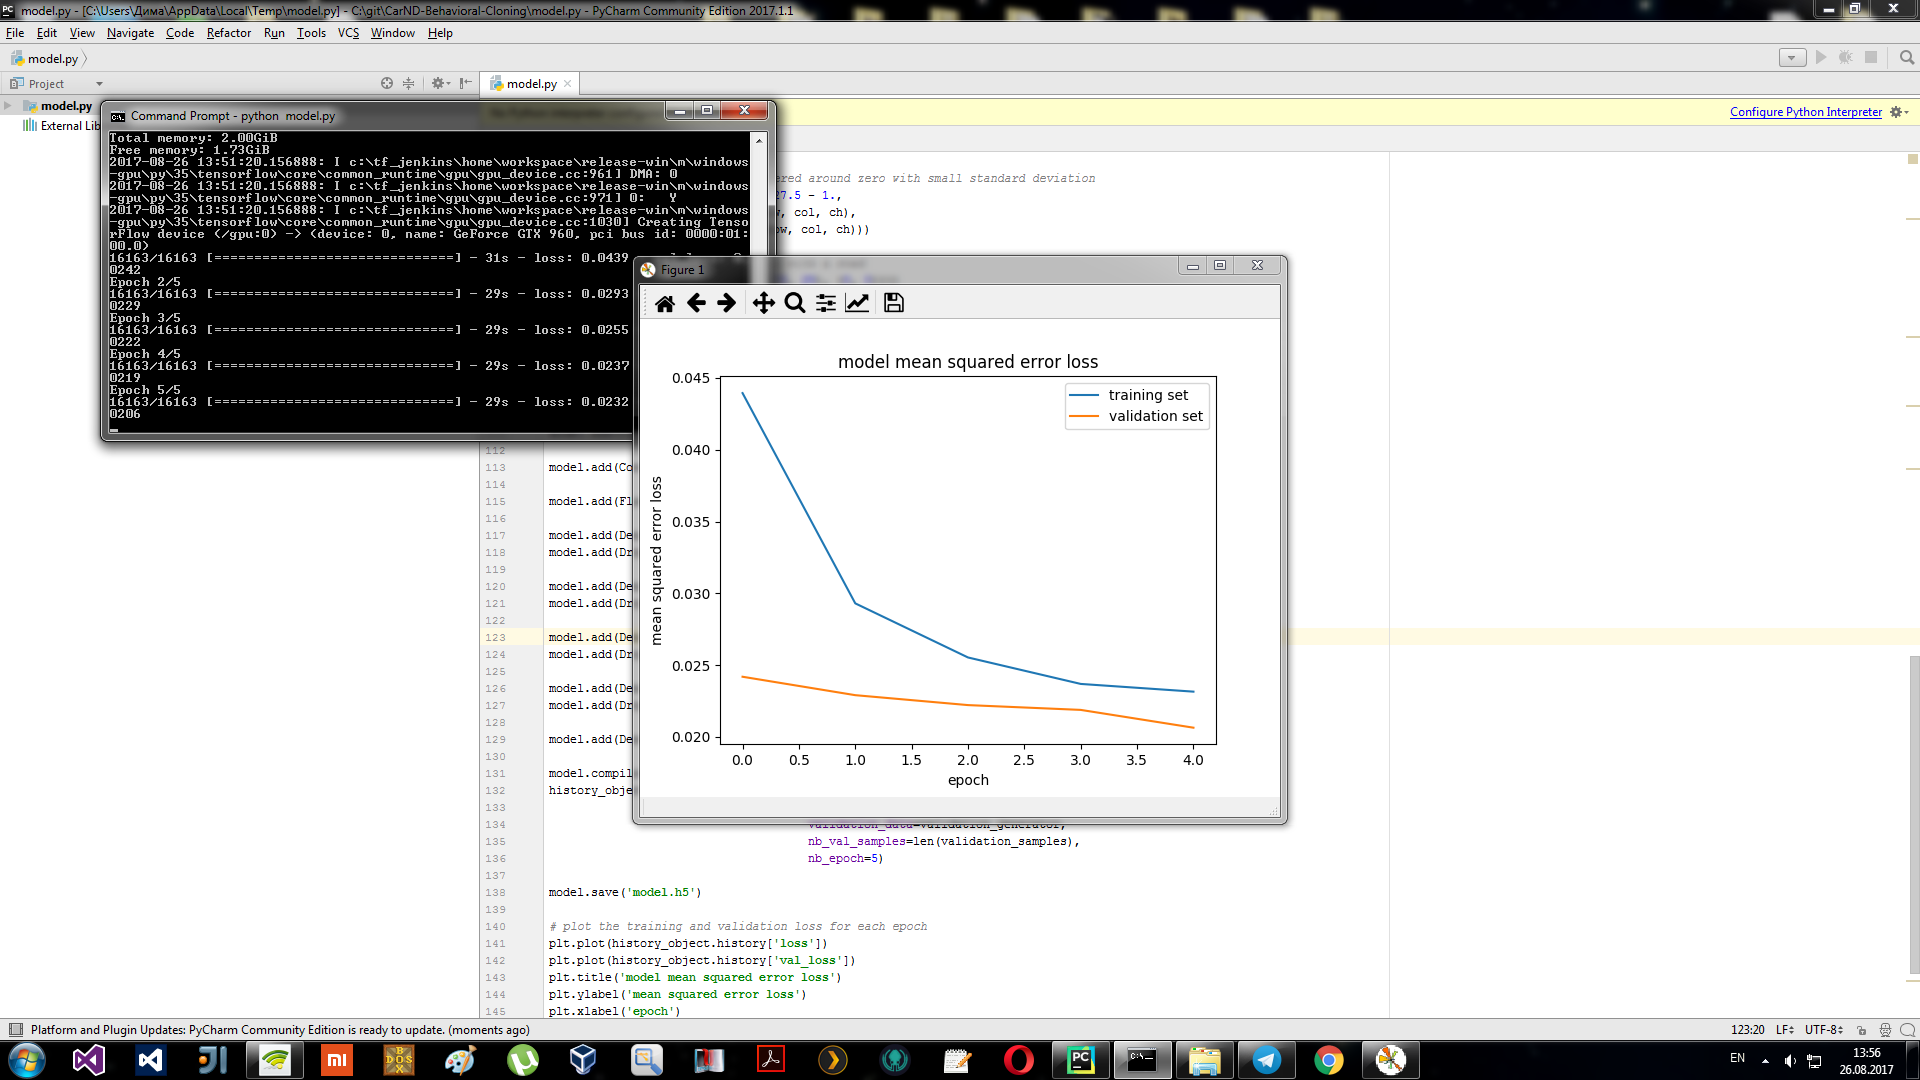 model.py - [C:\Users\Дима\AppData\Local\Temp\model.py] - C:\git\CarND-Behavioral-Cloning\model.py - PyCharm Community Edition 2017.1.1
File Edit View Navigate Code Refactor Run Tools VCS Window Help
model.py
Project
model.py
model.py
External Lib
Configure Python Interpreter
Command Prompt - python model.py
Total memory: 2.00GiB
Free memory: 1.73GiB
2017-08-26 13:51:20.156888: I c:\tf_jenkins\home\workspace\release-win\m\windows
-gpu\py\35\tensorflow\core\common_runtime\gpu\gpu_device.cc:961] DMA: 0
2017-08-26 13:51:20.156888: I c:\tf_jenkins\home\workspace\release-win\m\windows
-gpu\py\35\tensorflow\core\common_runtime\gpu\gpu_device.cc:971] 0:   Y
2017-08-26 13:51:20.156888: I c:\tf_jenkins\home\workspace\release-win\m\windows
-gpu\py\35\tensorflow\core\common_runtime\gpu\gpu_device.cc:1030] Creating Tenso
rFlow device (/gpu:0) -> (device: 0, name: GeForce GTX 960, pci bus id: 0000:01:
00.0)
16163/16163 [==============================] - 31s - loss: 0.0439
0242
Epoch 2/5
16163/16163 [==============================] - 29s - loss: 0.0293
0229
Epoch 3/5
16163/16163 [==============================] - 29s - loss: 0.0255
0222
Epoch 4/5
16163/16163 [==============================] - 29s - loss: 0.0237
0219
Epoch 5/5
16163/16163 [==============================] - 29s - loss: 0.0232
0206
ered around zero with small standard deviation
27.5 - 1.,
w, col, ch),
ow, col, ch)))
Figure 1
model mean squared error loss
training set
validation set
mean squared error loss
0.045
0.040
0.035
0.030
0.025
0.020
0.0 0.5 1.0 1.5 2.0 2.5 3.0 3.5 4.0
epoch
112
113 model.add(Co
114
115 model.add(Fl
116
117 model.add(De
118 model.add(Dr
119
120 model.add(De
121 model.add(Dr
122
123 model.add(De
124 model.add(Dr
125
126 model.add(De
127 model.add(Dr
128
129 model.add(De
130
131 model.compil
132 history_obje
133
134 validation_data=validation_generator,
135 nb_val_samples=len(validation_samples),
136 nb_epoch=5)
137
138 model.save('model.h5')
139
140 # plot the training and validation loss for each epoch
141 plt.plot(history_object.history['loss'])
142 plt.plot(history_object.history['val_loss'])
143 plt.title('model mean squared error loss')
144 plt.ylabel('mean squared error loss')
145 plt.xlabel('epoch')
Platform and Plugin Updates: PyCharm Community Edition is ready to update. (moments ago)
123:20 LF UTF-8
EN
13:56
26.08.2017